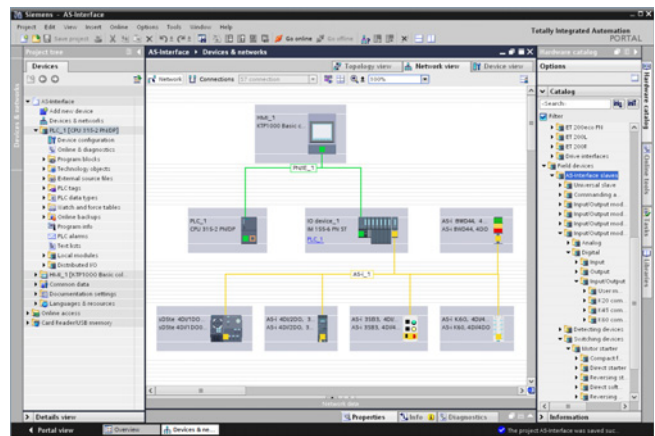 Siemens - AS-Interface
Project Edit View Insert Online Options Tools Window Help
Save project
Go online
Go offline
Totally Integrated Automation
PORTAL
Project tree
AS-Interface > Devices & networks
Hardware catalog
Devices
Topology view
Network view
Device view
Options
Network
Connections
HMI connection
100%
AS-Interface
Add new device
Devices & networks
PLC_1 [CPU 315-2 PN/DP]
Device configuration
Online & diagnostics
Program blocks
Technology objects
External source files
PLC tags
PLC data types
Watch and force tables
Online backups
Program info
PLC alarms
Text lists
Local modules
Distributed I/O
HMI_1 [KTP1000 Basic col
Common data
Documentation settings
Languages & resources
Online access
Card Reader/USB memory
HMI_1
KTP1000 Basic c...
PN/IE_1
PLC_1
CPU 315-2 PN/DP
IO device_1
IM 155-6 PN ST
PLC_1
AS-i 8WD44, 4...
AS-i 8WD44, 4DO
AS-i_1
AS-i 3SB3, 4DI/...
AS-i K60, 4DI/4...
Catalog
<Search>
Filter
ET 200eco PN
ET 200L
ET 200R
Drive interfaces
Field devices
AS-Interface slaves
Universal slave
Commanding a...
Input/Output mod...
Input/Output mod...
Input/Output mod...
Input/Output mod...
Analog
Digital
Input
Output
Input/Output
User m...
K20 com...
K45 com...
K60 com...
Detecting devices
Switching devices
Motor starter
Compact f...
Direct starter
Reversing st...
Direct soft...
Reversing
Hardware catalog
Online tools
Tasks
Libraries
Devices & networks
Network data
Details view
Properties
Info
Diagnostics
Information
Portal view
Overview
Devices & ne...
The project AS-Interface was saved suc...